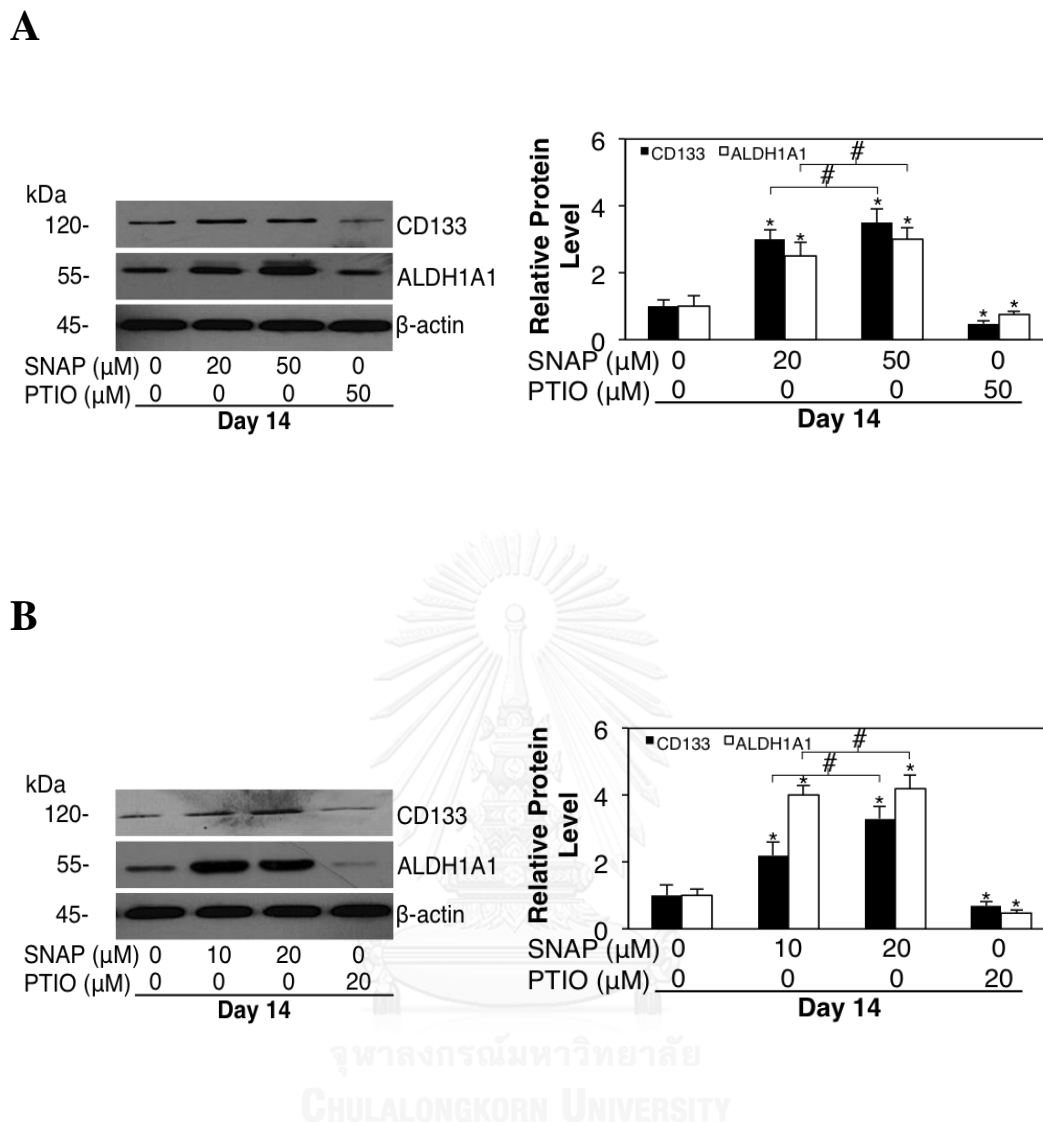 A
kDa
120-
CD133
55-
ALDH1A1
45-
β-actin
SNAP (μM) 0 20 50 0
PTIO (μM) 0 0 0 50
Day 14
Relative Protein
Level
6
4
2
0
CD133 ALDH1A1
#
#
* * * * * *
SNAP (μM) 0 20 50 0
PTIO (μM) 0 0 0 50
Day 14
B
kDa
120-
CD133
55-
ALDH1A1
45-
β-actin
SNAP (μM) 0 10 20 0
PTIO (μM) 0 0 0 20
Day 14
Relative Protein
Level
6
4
2
0
CD133 ALDH1A1
#
#
* * * * * *
SNAP (μM) 0 10 20 0
PTIO (μM) 0 0 0 20
Day 14
จุฬาลงกรณ์มหาวิทยาลัย
CHULALONGKORN UNIVERSITY